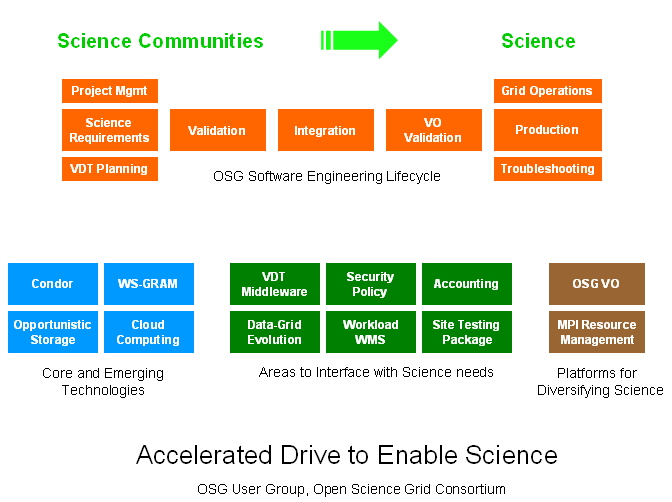 Science Communities
Science
Project Mgmt
Grid Operations
Science
Requirements
Validation
Integration
VO
Validation
Production
VDT Planning
Troubleshooting
OSG Software Engineering Lifecycle
Condor
WS-GRAM
Opportunistic
Storage
Cloud
Computing
Core and Emerging
Technologies
VDT
Middleware
Security
Policy
Accounting
Data-Grid
Evolution
Workload
WMS
Site Testing
Package
Areas to Interface with Science needs
OSG VO
MPI Resource
Management
Platforms for
Diversifying Science
Accelerated Drive to Enable Science
OSG User Group, Open Science Grid Consortium